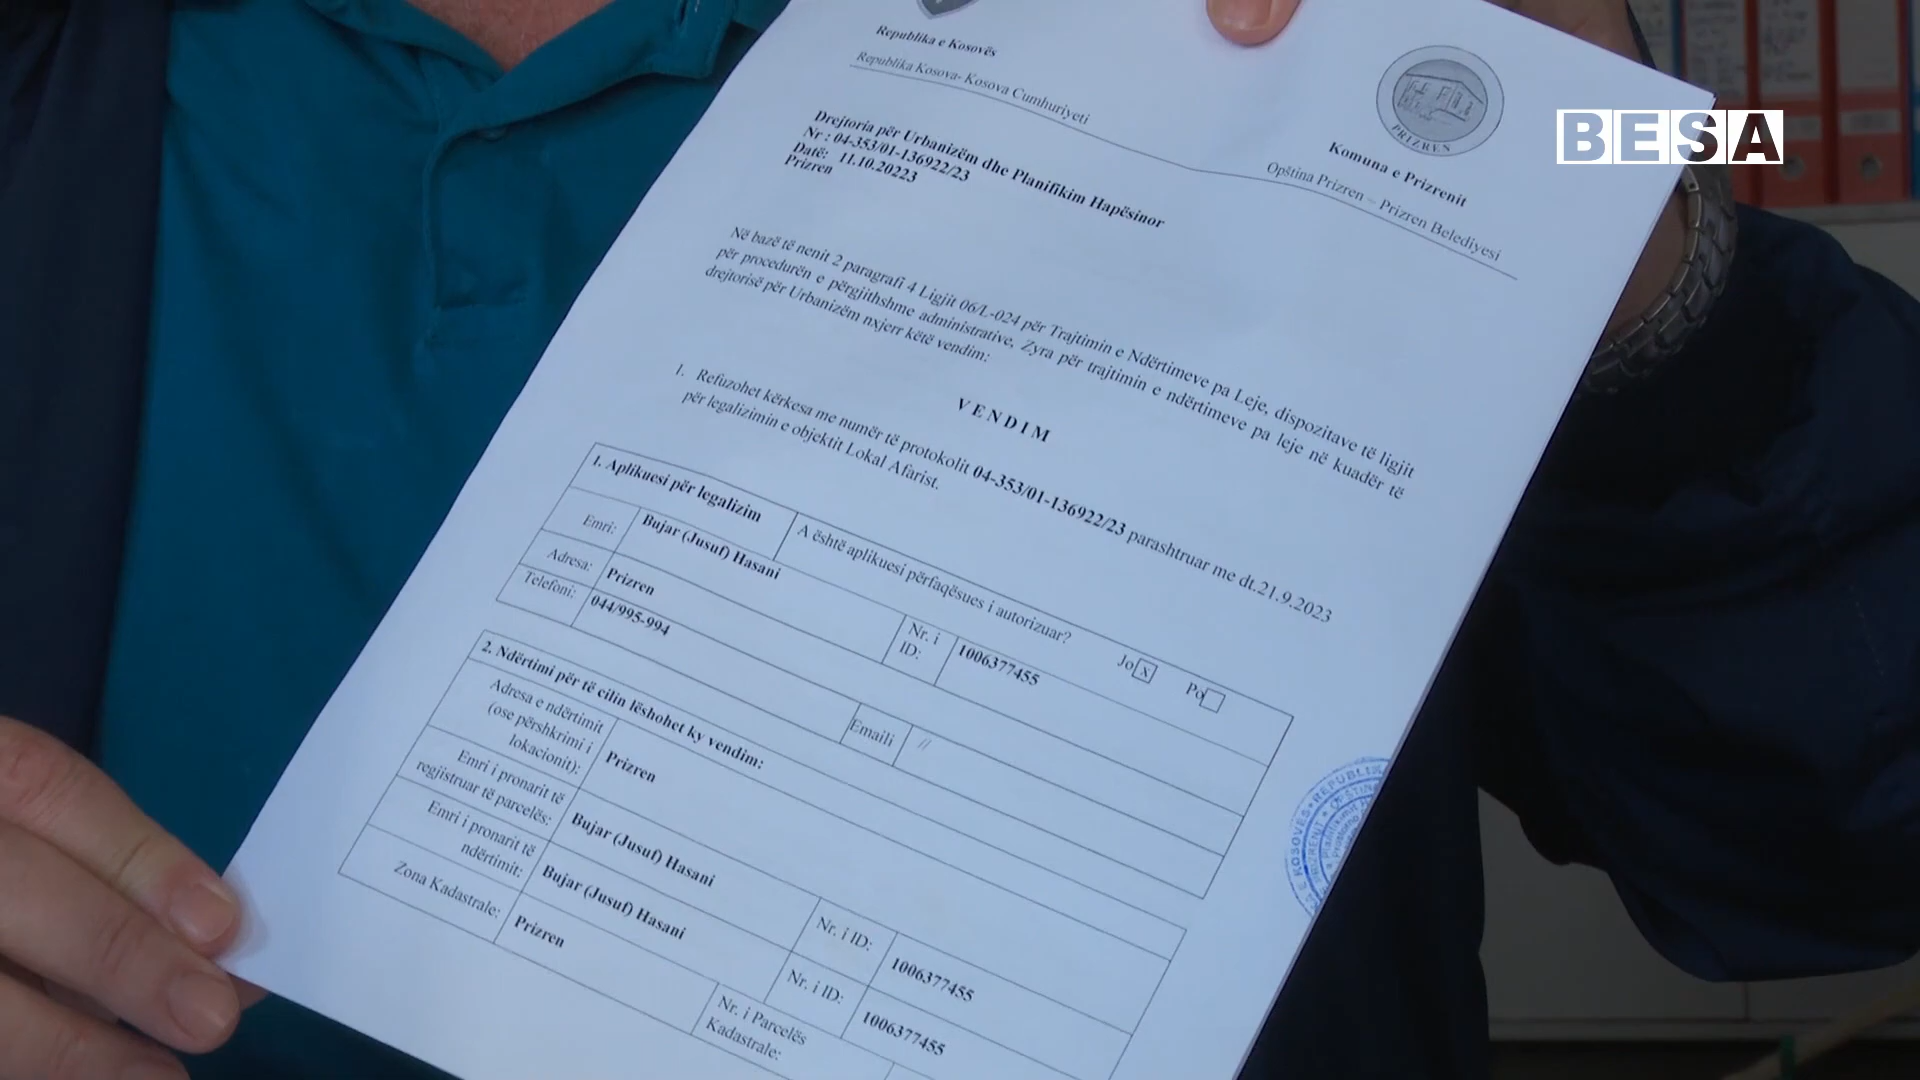 Republika e Kosovës
Republika Kosova- Kosova Cumhuriyeti
PRIZREN
Komuna e Prizrenit
Opština Prizren – Prizren Belediyesi
BESA
Drejtoria për Urbanizëm dhe Planifikim Hapësinor
Nr : 04-353/01-136922/23
Datë: 11.10.20223
Prizren
Në bazë të nenit 2 paragrafi 4 Ligjit 06/L-024 për Trajtimin e Ndërtimeve pa Leje, dispozitave të ligjit
për procedurën e përgjithshme administrative, Zyra për trajtimin e ndërtimeve pa leje në kuadër të
drejtorisë për Urbanizëm nxjerr këtë vendim:
VENDIM
1. Refuzohet kërkesa me numër të protokolit 04-353/01-136922/23 parashtruar me dt.21.9.2023
për legalizimin e objektit Lokal Afarist.
1. Aplikuesi për legalizim
A është aplikuesi përfaqësues i autorizuar?
Jo x
Po
Emri:
Bujar (Jusuf) Hasani
Nr. i
ID:
1006377455
Adresa:
Prizren
Telefoni:
044/995-994
Emaili
//
2. Ndërtimi për të cilin lëshohet ky vendim:
Adresa e ndërtimit
(ose përshkrimi i
lokacionit):
Prizren
Emri i pronarit të
regjistruar të parcelës:
Bujar (Jusuf) Hasani
Nr. i ID:
1006377455
Emri i pronarit të
ndërtimit:
Bujar (Jusuf) Hasani
Nr. i ID:
1006377455
Zona Kadastrale:
Prizren
Nr. i Parcelës
Kadastrale:
E KOSOVËS • REPUBLIK